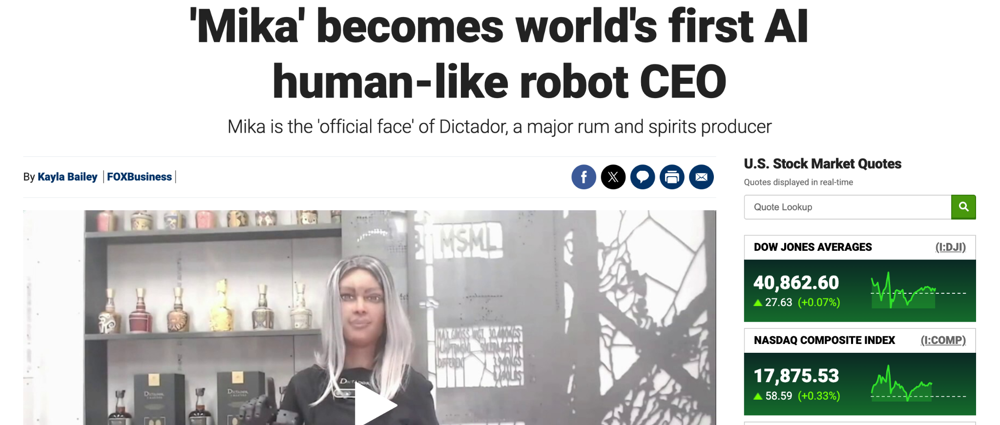 'Mika' becomes world's first AI
human-like robot CEO
Mika is the 'official face' of Dictador, a major rum and spirits producer
By Kayla Bailey | FOXBusiness |
U.S. Stock Market Quotes
Quotes displayed in real-time
Quote Lookup
DOW JONES AVERAGES (I:DJI)
40,862.60
27.63 (+0.07%)
NASDAQ COMPOSITE INDEX (I:COMP)
17,875.53
58.59 (+0.33%)
MSML
DICTADOR
DICTADOR
DICTADOR